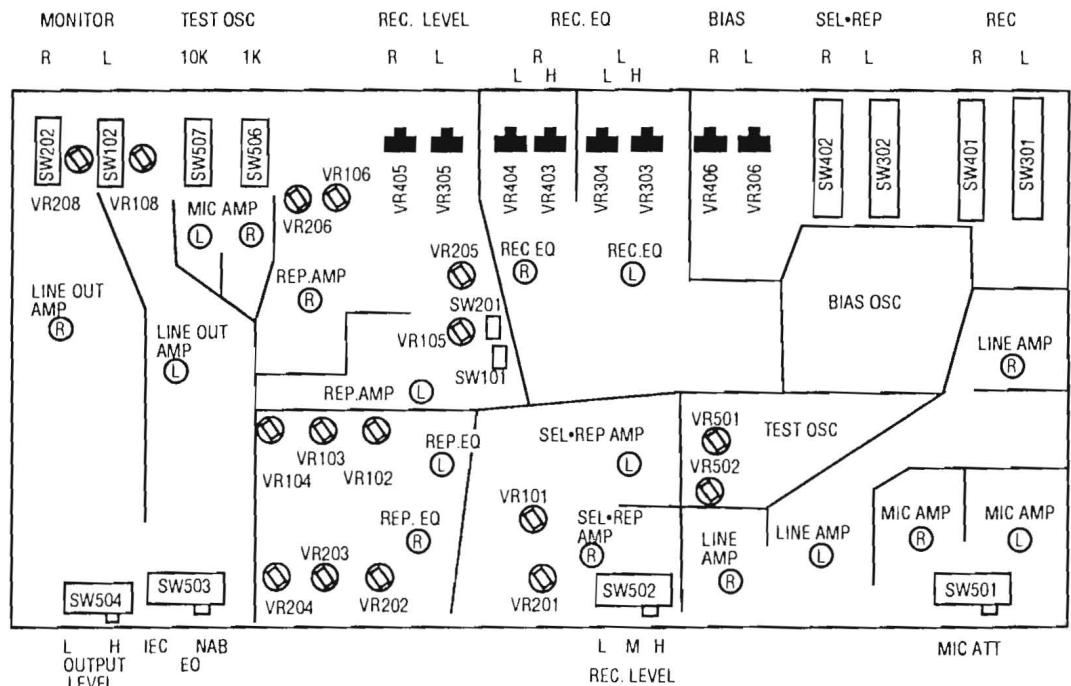 MONITOR TEST OSC REC. LEVEL REC. EQ BIAS SEL•REP REC
R L 10K 1K R L R L R L R L R L
L H L H
SW202 SW102 SW507 SW506 VR405 VR305 VR404 VR403 VR304 VR303 VR406 VR306 SW402 SW302 SW401 SW301
VR208 VR108 MIC AMP VR206 VR106
L R
VR205 REC EQ REC.EQ
R L
REP.AMP
R
LINE OUT
AMP
R
SW201
BIAS OSC
LINE OUT
AMP
L
VR105
LINE AMP
R
SW101
REP.AMP L
VR104 VR103 VR102
REP.EQ
L
SEL•REP AMP
L
VR501 TEST OSC
VR502
VR101
REP. EQ
R
SEL•REP
AMP
R
LINE
AMP
R
LINE AMP
L
MIC AMP
R
MIC AMP
L
VR203
VR204 VR202
VR201
SW504 SW503 SW502 SW501
L H IEC NAB L M H MIC ATT
OUTPUT EQ
LEVEL REC. LEVEL